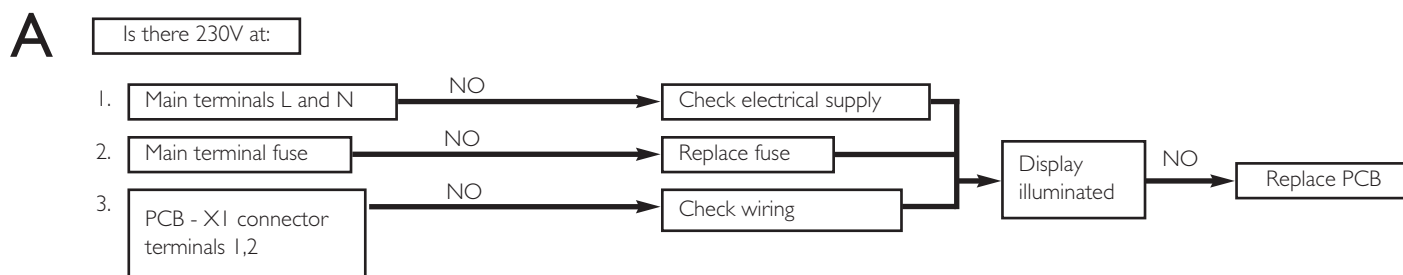 A
Is there 230V at:
1. Main terminals L and N
NO
Check electrical supply
2. Main terminal fuse
NO
Replace fuse
3. PCB - X1 connector
terminals 1,2
NO
Check wiring
Display
illuminated
NO
Replace PCB